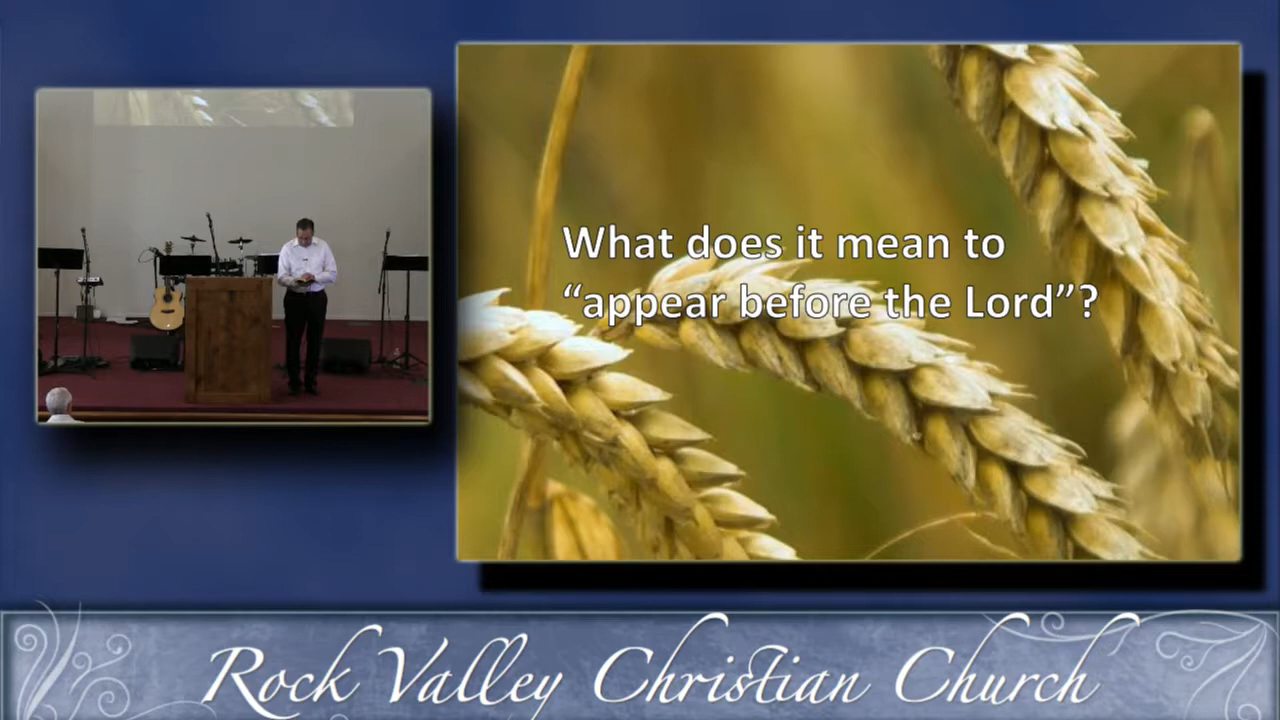 What does it mean to
“appear before the Lord”?
Rock Valley Christian Church